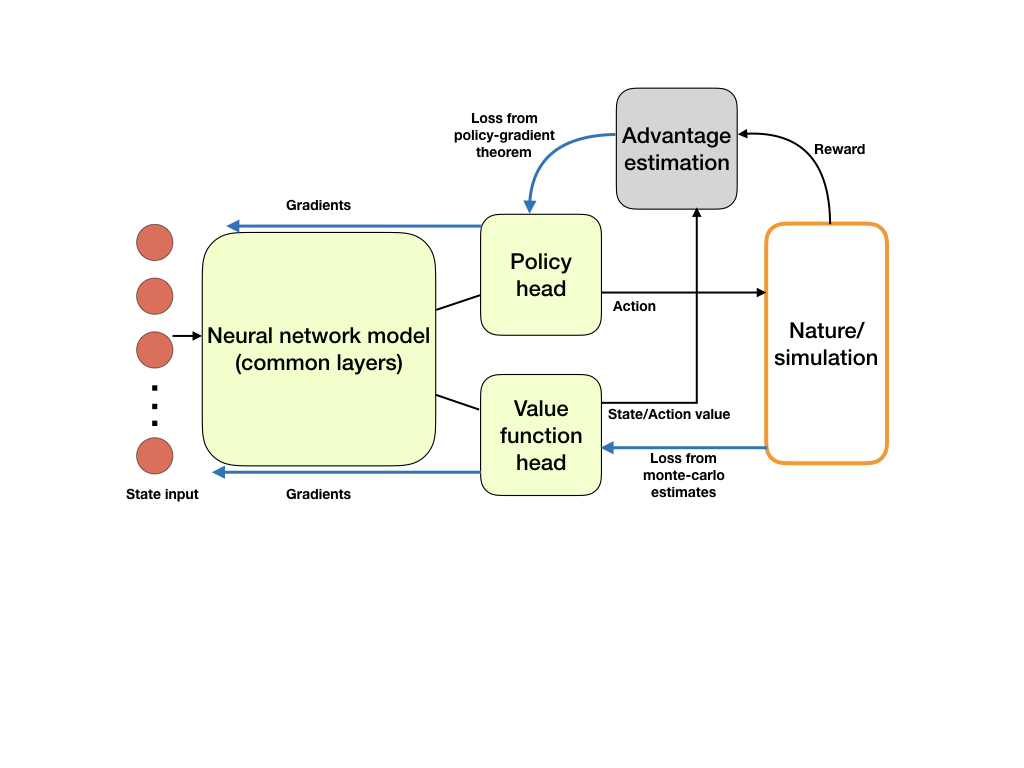 Loss from
policy-gradient
theorem
Advantage
estimation
Reward
Gradients
Policy
head
Action
Neural network model
(common layers)
Nature/
simulation
Value
function
head
State/Action value
Loss from
monte-carlo
estimates
State input
Gradients